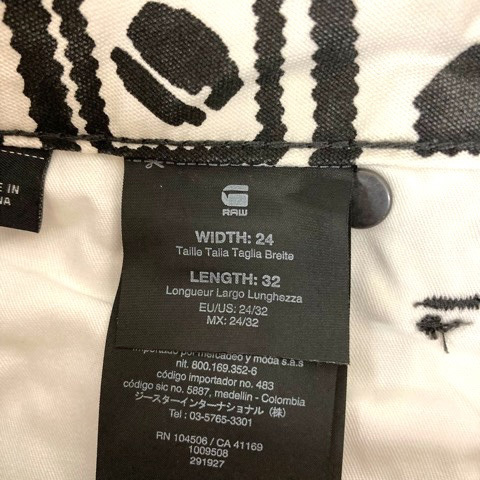 E IN
NA
RAW
WIDTH: 24
Taille Talla Taglia Breite
LENGTH: 32
Longueur Largo Lunghezza
EU/US: 24/32
MX: 24/32
importado por mercadeo y moda s.a.s
nit. 800.169.352-6
código importador no. 483
código sic no. 5887, medellin - Colombia
ジースターインターナショナル（株）
Tel : 03-5765-3301
RN 104506 / CA 41169
1009508
291927